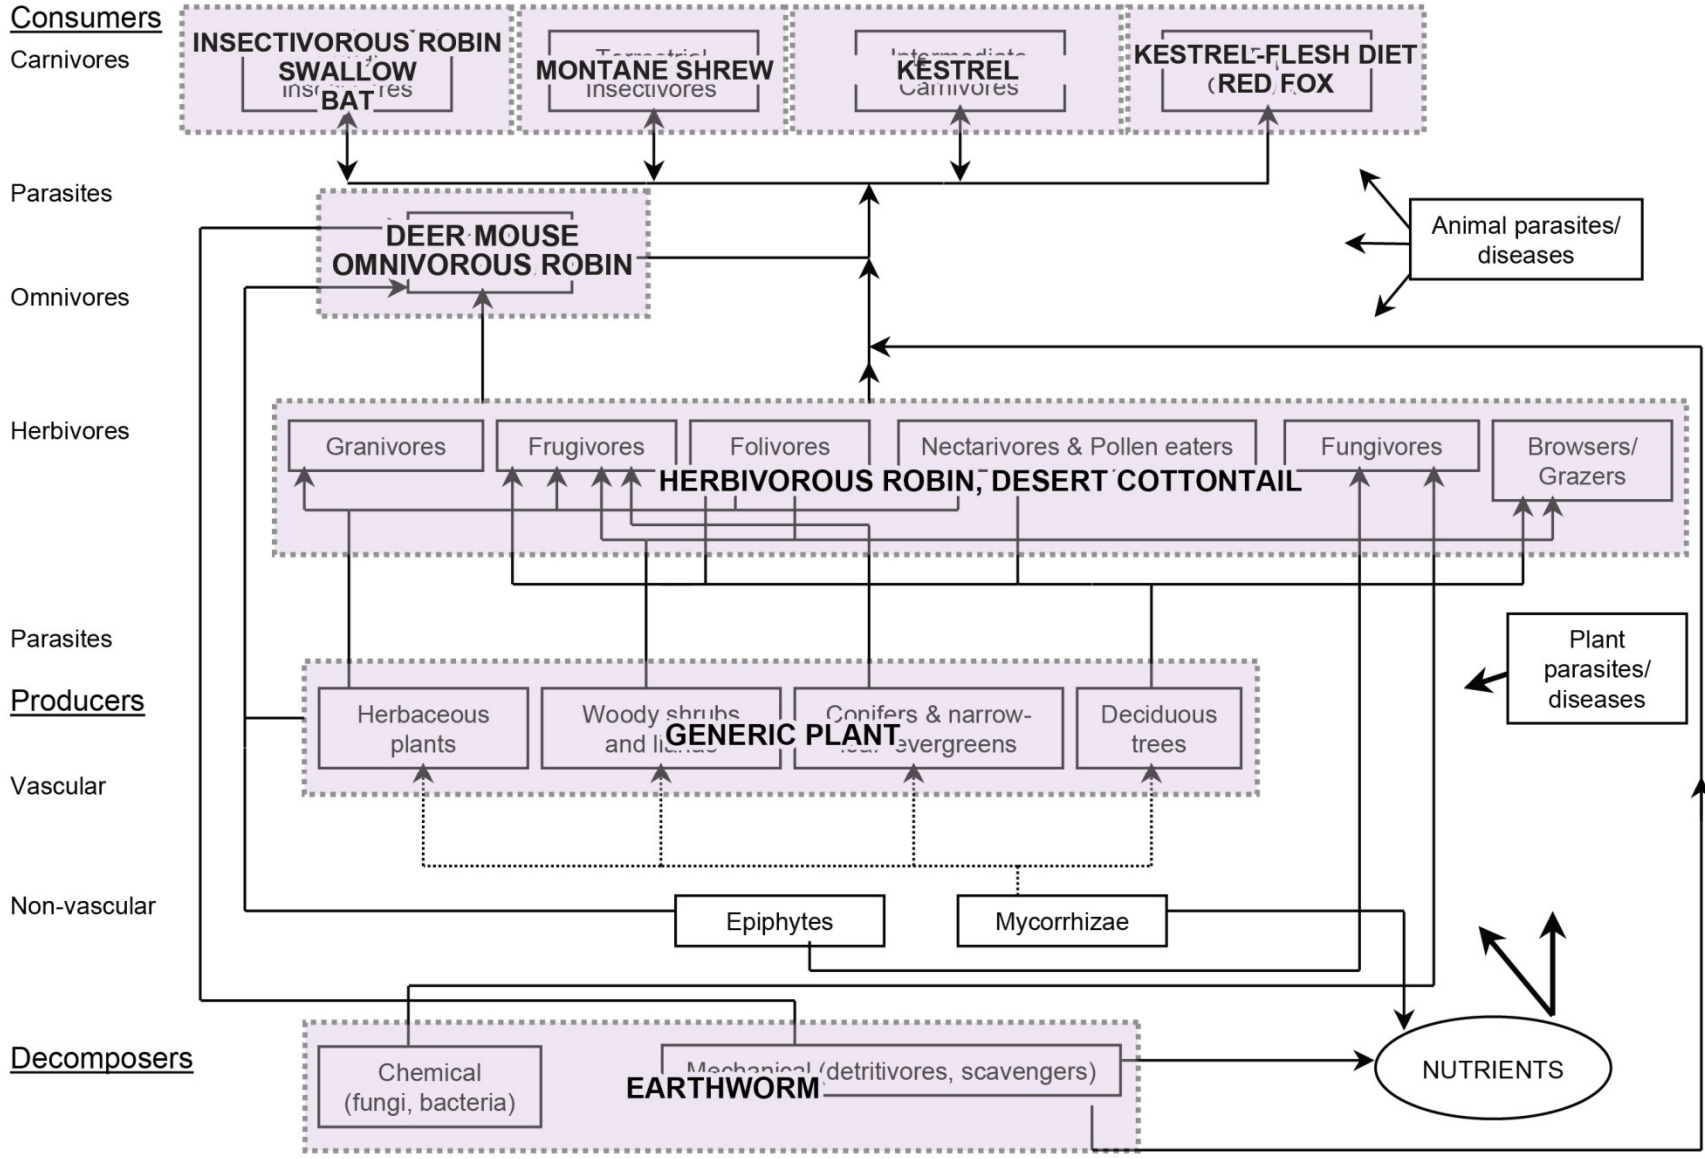 Consumers
Carnivores
INSECTIVOROUS ROBIN
SWALLOW
BAT
MONTANE SHREW
Insectivores
Intermediate
KESTREL
Carnivores
KESTREL-FLESH DIET
RED FOX
Parasites
DEER MOUSE
OMNIVOROUS ROBIN
Animal parasites/
diseases
Omnivores
Herbivores
Granivores
Frugivores
Folivores
Nectarivores & Pollen eaters
Fungivores
Browsers/
Grazers
HERBIVOROUS ROBIN, DESERT COTTONTAIL
Parasites
Plant
parasites/
diseases
Producers
Herbaceous
plants
Woody shrubs
and
Conifers & narrow-
evergreens
Deciduous
trees
GENERIC PLANT
Vascular
Non-vascular
Epiphytes
Mycorrhizae
Decomposers
Chemical
(fungi, bacteria)
Mechanical (detritivores, scavengers)
EARTHWORM
NUTRIENTS